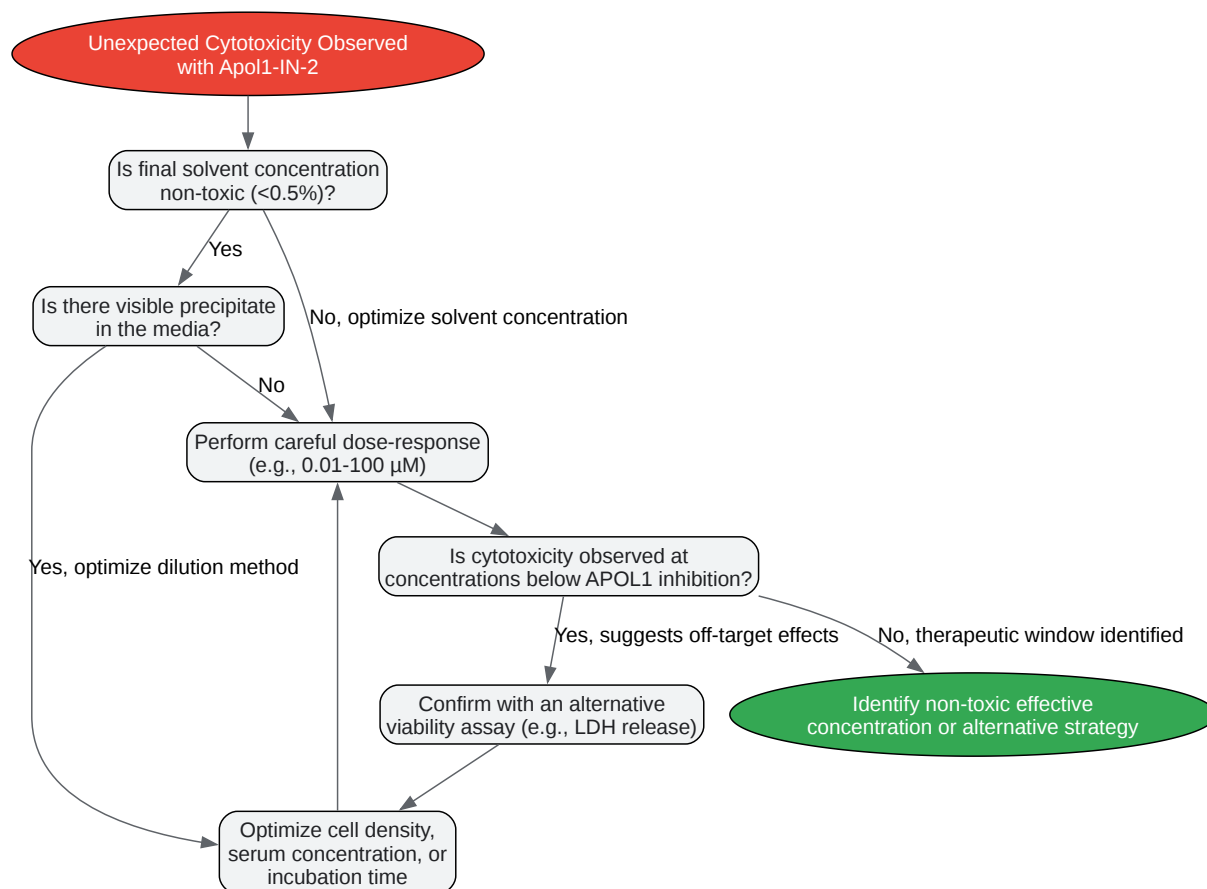 Unexpected Cytotoxicity Observed
with Apol1-IN-2
Is final solvent concentration
non-toxic (<0.5%)?
Yes
Is there visible precipitate
in the media?
No, optimize solvent concentration
No
Perform careful dose-response
(e.g., 0.01-100 µM)
Yes, optimize dilution method
Is cytotoxicity observed at
concentrations below APOL1 inhibition?
Yes, suggests off-target effects
No, therapeutic window identified
Confirm with an alternative
viability assay (e.g., LDH release)
Identify non-toxic effective
concentration or alternative strategy
Optimize cell density,
serum concentration, or
incubation time